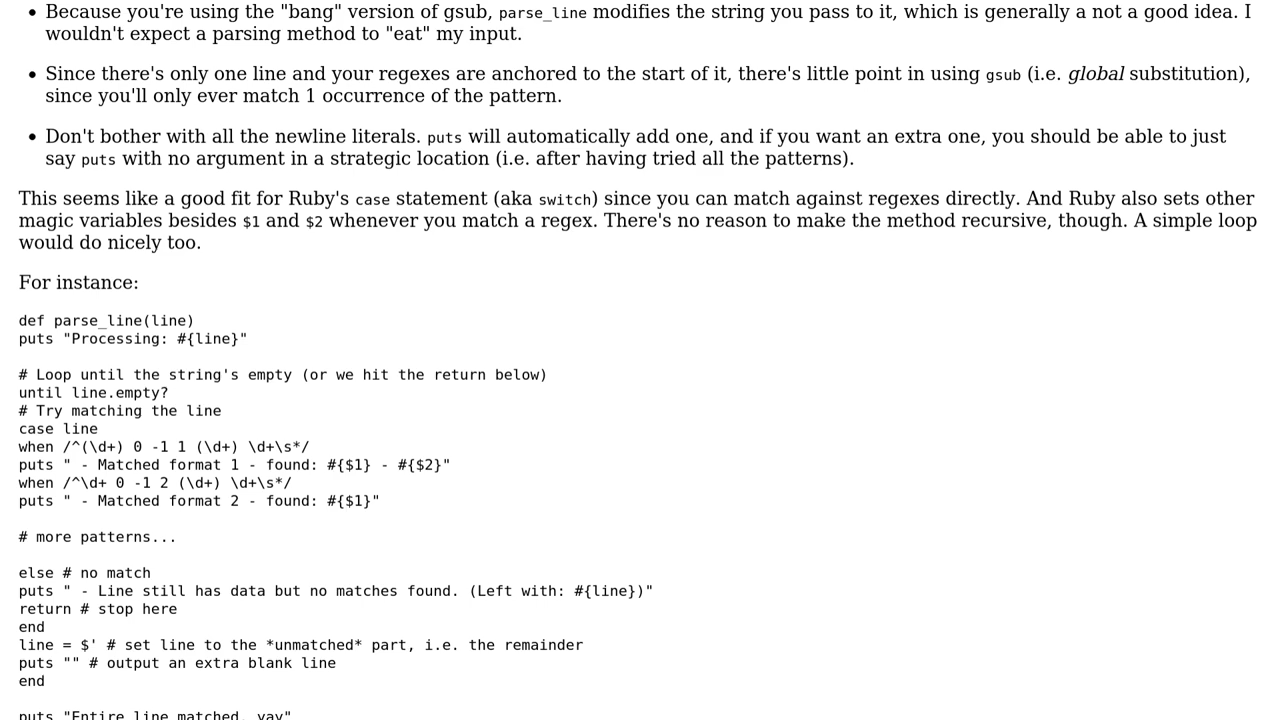 • Because you're using the "bang" version of gsub, parse_line modifies the string you pass to it, which is generally a not a good idea. I
wouldn't expect a parsing method to "eat" my input.
• Since there's only one line and your regexes are anchored to the start of it, there's little point in using gsub (i.e. global substitution),
since you'll only ever match 1 occurrence of the pattern.
• Don't bother with all the newline literals. puts will automatically add one, and if you want an extra one, you should be able to just
say puts with no argument in a strategic location (i.e. after having tried all the patterns).
This seems like a good fit for Ruby's case statement (aka switch) since you can match against regexes directly. And Ruby also sets other
magic variables besides $1 and $2 whenever you match a regex. There's no reason to make the method recursive, though. A simple loop
would do nicely too.
For instance:
def parse_line(line)
puts "Processing: #{line}"
# Loop until the string's empty (or we hit the return below)
until line.empty?
# Try matching the line
case line
when /^(\d+) 0 -1 1 (\d+) \d+\s*/
puts " - Matched format 1 - found: #{$1} - #{$2}"
when /^\d+ 0 -1 2 (\d+) \d+\s*/
puts " - Matched format 2 - found: #{$1}"
# more patterns...
else # no match
puts " - Line still has data but no matches found. (Left with: #{line})"
return # stop here
end
line = $' # set line to the *unmatched* part, i.e. the remainder
puts "" # output an extra blank line
end
puts "Entire line matched, yay"